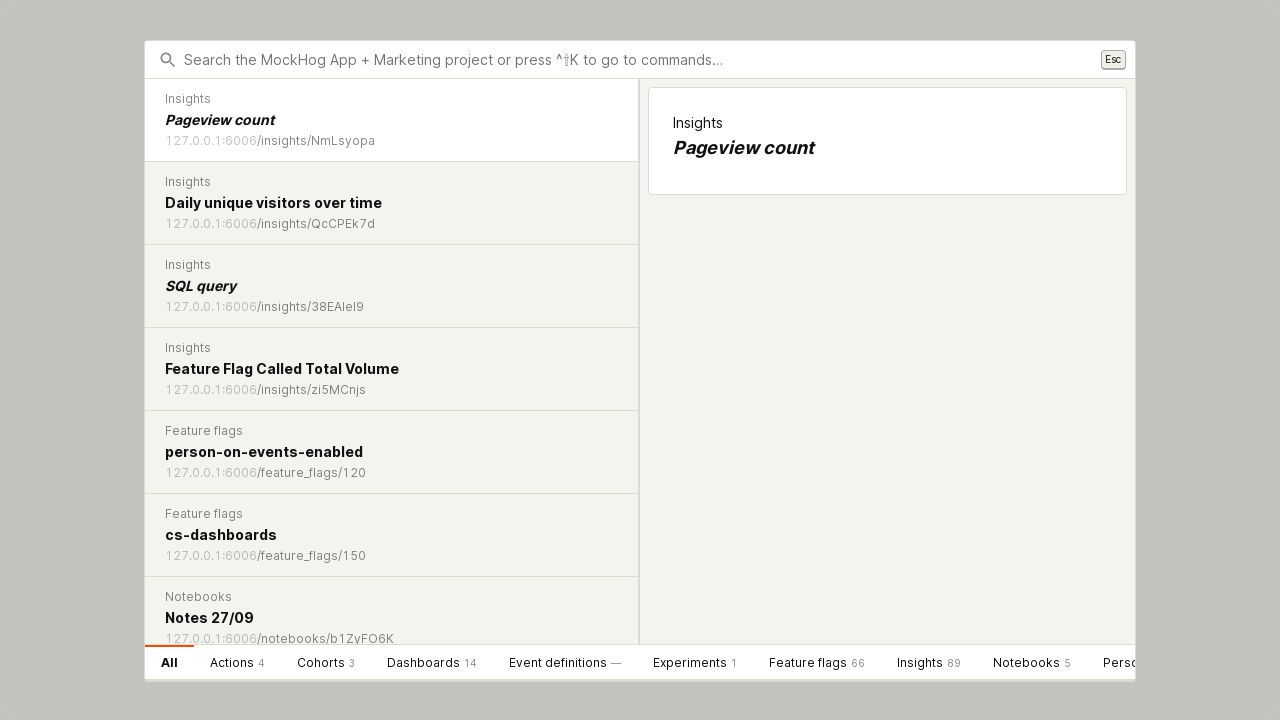 Search the MockHog App + Marketing project or press ^⇧K to go to commands...
Esc
Insights
Pageview count
127.0.0.1:6006/insights/NmLsyopa
Insights
Daily unique visitors over time
127.0.0.1:6006/insights/QcCPEk7d
Insights
SQL query
127.0.0.1:6006/insights/38EAleI9
Insights
Feature Flag Called Total Volume
127.0.0.1:6006/insights/zi5MCnjs
Feature flags
person-on-events-enabled
127.0.0.1:6006/feature_flags/120
Feature flags
cs-dashboards
127.0.0.1:6006/feature_flags/150
Notebooks
Notes 27/09
127.0.0.1:6006/notebooks/b1ZyFO6K
Insights
Pageview count
All Actions 4 Cohorts 3 Dashboards 14 Event definitions — Experiments 1 Feature flags 66 Insights 89 Notebooks 5 Perso